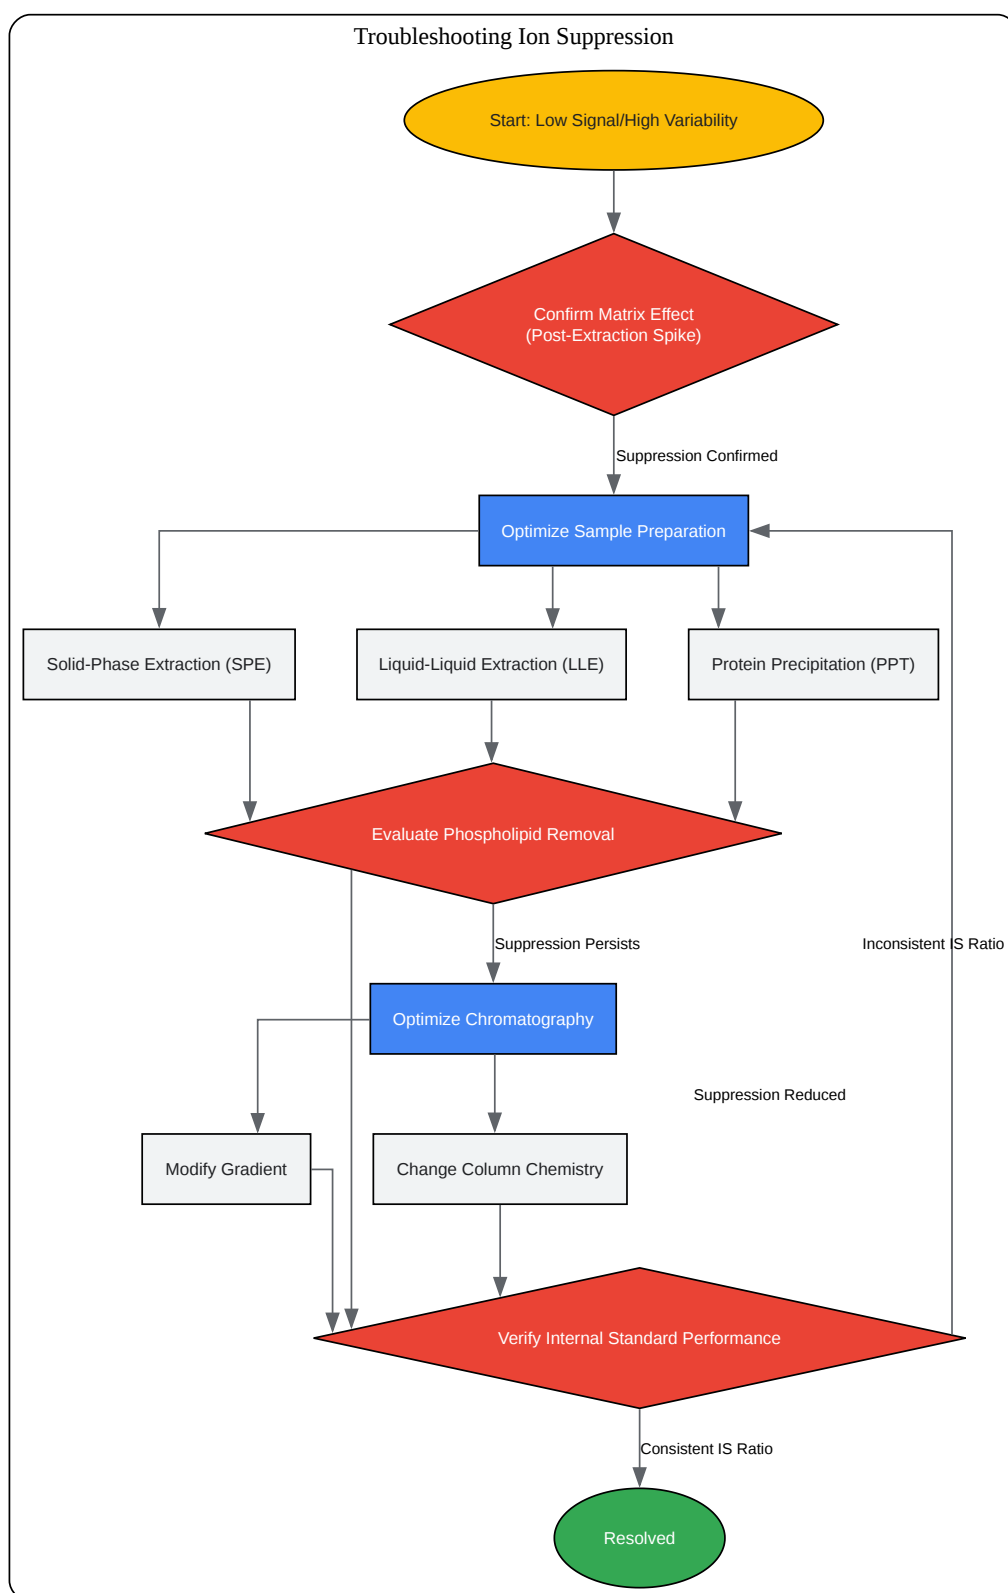 Troubleshooting Ion Suppression
Start: Low Signal/High Variability
Confirm Matrix Effect
(Post-Extraction Spike)
Suppression Confirmed
Optimize Sample Preparation
Solid-Phase Extraction (SPE)
Liquid-Liquid Extraction (LLE)
Protein Precipitation (PPT)
Evaluate Phospholipid Removal
Suppression Persists
Inconsistent IS Ratio
Optimize Chromatography
Suppression Reduced
Modify Gradient
Change Column Chemistry
Verify Internal Standard Performance
Consistent IS Ratio
Resolved